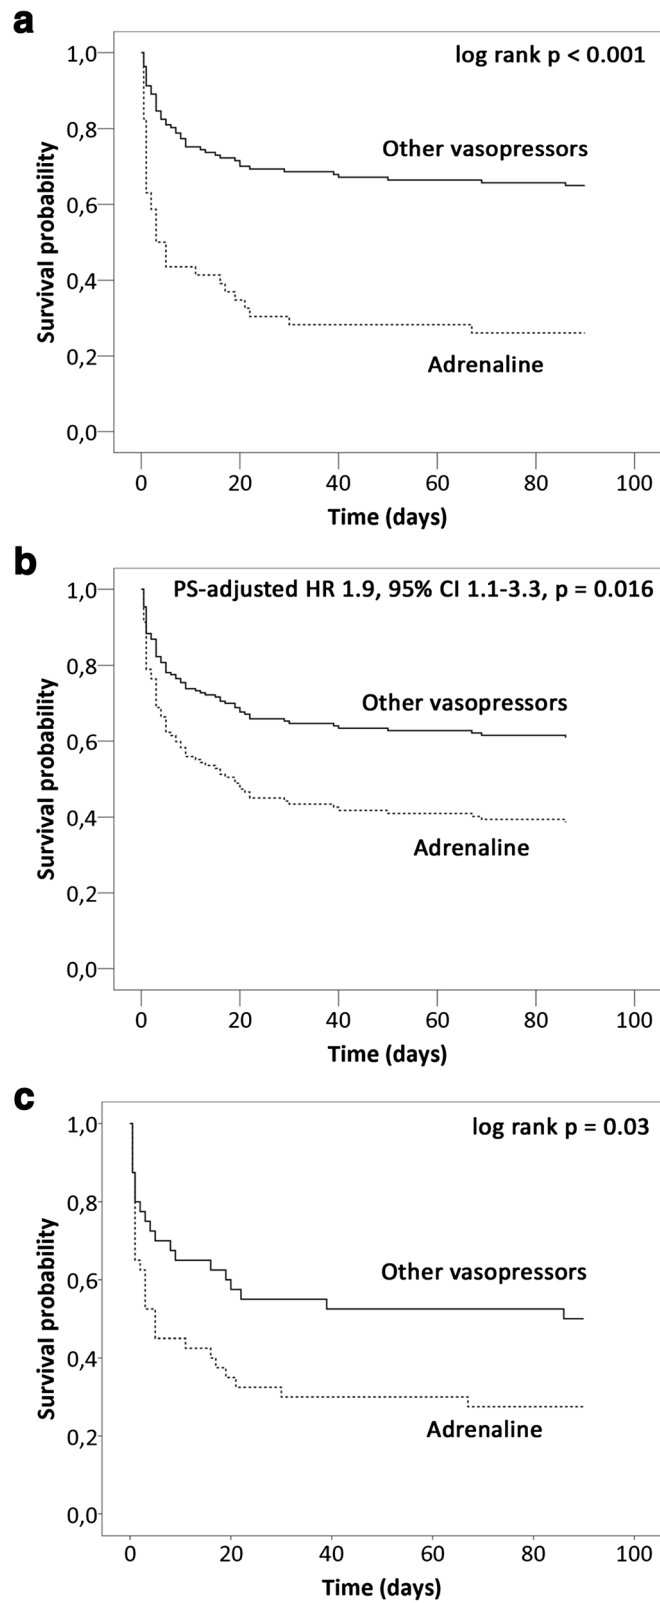 a
log rank p < 0.001
1,0
Other vasopressors
0,8
0,6
0,4
0,2
Adrenaline
0,0
Survival probability
0 20 40 60 80 100
Time (days)
b
PS-adjusted HR 1.9, 95% CI 1.1-3.3, p = 0.016
1,0
0,8
Other vasopressors
0,6
0,4
Adrenaline
0,2
0,0
Survival probability
0 20 40 60 80 100
Time (days)
c
log rank p = 0.03
1,0
0,8
Other vasopressors
0,6
0,4
Adrenaline
0,2
0,0
Survival probability
0 20 40 60 80 100
Time (days)